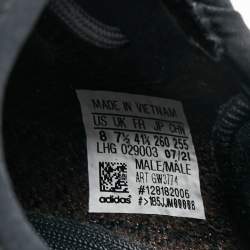 MADE IN VIETNAM
US UK FR JP CHN
8 7½ 41⅓ 260 255
LHG 029003 07/21
MALE/MALE
ART GW3774
#128182006
adidas #>185JJM00008